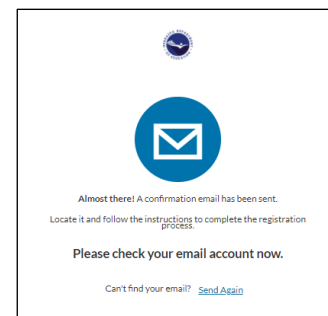 Almost there! A confirmation email has been sent.
Locate it and follow the instructions to complete the registration
process.
Please check your email account now.
Can't find your email? Send Again